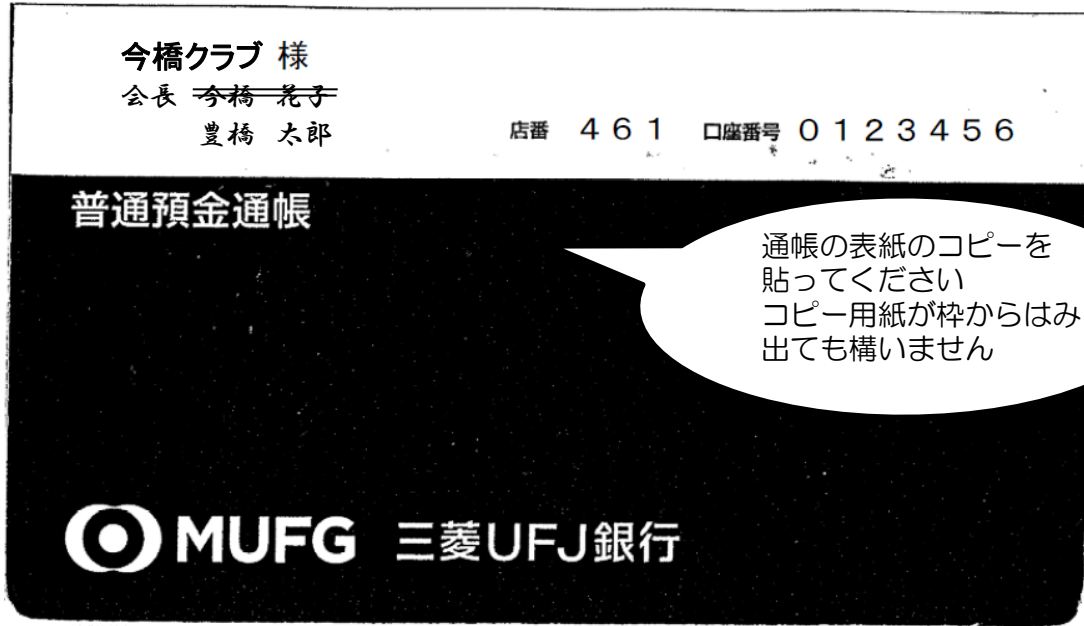 今橋クラブ 様
会長 今橋 花子
豊橋 太郎
店番 461 口座番号 0123456
普通預金通帳
通帳の表紙のコピーを
貼ってください
コピー用紙が枠からはみ
出ても構いません
MUFG 三菱UFJ銀行